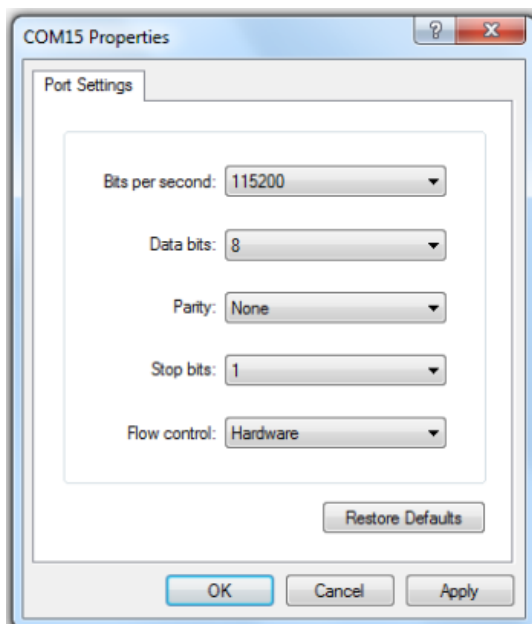 COM15 Properties
Port Settings
Bits per second: 115200
Data bits: 8
Parity: None
Stop bits: 1
Flow control: Hardware
Restore Defaults
OK Cancel Apply